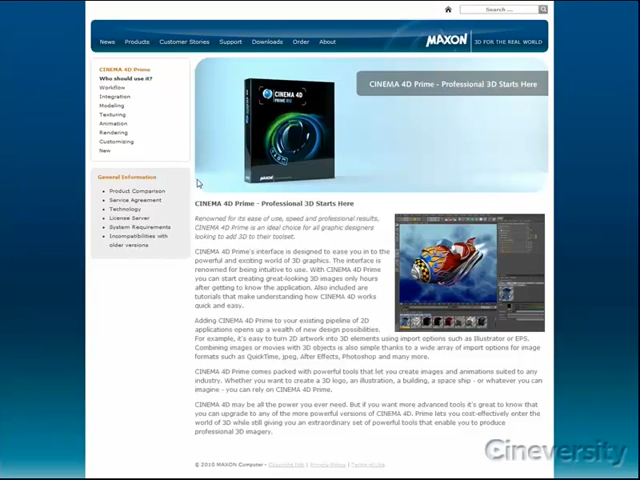 Search ...
News Products Customer Stories Support Downloads Order About
MAXON 3D FOR THE REAL WORLD
CINEMA 4D Prime
Who should use it?
Workflow
Integration
Modeling
Texturing
Animation
Rendering
Customizing
New
General Information
Product Comparison
Service Agreement
Technology
License Server
System Requirements
Incompatibilities with
older versions
CINEMA 4D Prime - Professional 3D Starts Here
CINEMA 4D
MAXON
CINEMA 4D Prime - Professional 3D Starts Here
Renowned for its ease of use, speed and professional results,
CINEMA 4D Prime is an ideal choice for all graphic designers
looking to add 3D to their toolset.
CINEMA 4D Prime's interface is designed to ease you in to the
powerful and exciting world of 3D graphics. The interface is
renowned for being intuitive to use. With CINEMA 4D Prime
you can start creating great-looking 3D images only hours
after getting to know the application. Also included are
tutorials that make understanding how CINEMA 4D works
quick and easy.
Adding CINEMA 4D Prime to your existing pipeline of 2D
applications opens up a wealth of new design possibilities.
For example, it's easy to turn 2D artwork into 3D elements using import options such as Illustrator or EPS.
Combining images or movies with 3D objects is also simple thanks to a wide array of import options for image
formats such as QuickTime, jpeg, After Effects, Photoshop and many more.
CINEMA 4D Prime comes packed with powerful tools that let you create images and animations suited to any
industry. Whether you want to create a 3D logo, an illustration, a building, a space ship - or whatever you can
imagine - you can rely on CINEMA 4D Prime.
CINEMA 4D may be all the power you ever need. But if you want more advanced tools it's great to know that
you can upgrade to any of the more powerful versions of CINEMA 4D. Prime lets you cost-effectively enter the
world of 3D while still giving you an extraordinary set of powerful tools that enable you to produce
professional 3D imagery.
© 2010 MAXON Computer - Copyright Info | Privacy Policy | Terms of Use
Cineversity